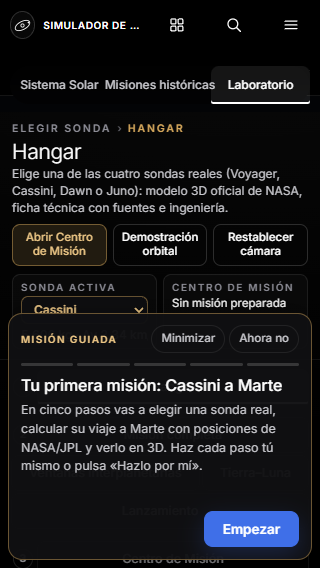 SIMULADOR DE ...
Sistema Solar Misiones históricas Laboratorio
ELEGIR SONDA › HANGAR
Hangar
Elige una de las cuatro sondas reales (Voyager,
Cassini, Dawn o Juno): modelo 3D oficial de NASA,
ficha técnica con fuentes e ingeniería.
Abrir Centro
de Misión
Demostración
orbital
Restablecer
cámara
SONDA ACTIVA
Cassini
CENTRO DE MISIÓN
Sin misión preparada
MISIÓN GUIADA Minimizar Ahora no
Tu primera misión: Cassini a Marte
En cinco pasos vas a elegir una sonda real,
calcular su viaje a Marte con posiciones de
NASA/JPL y verlo en 3D. Haz cada paso tú
mismo o pulsa «Hazlo por mí».
Empezar
Centro de Misión